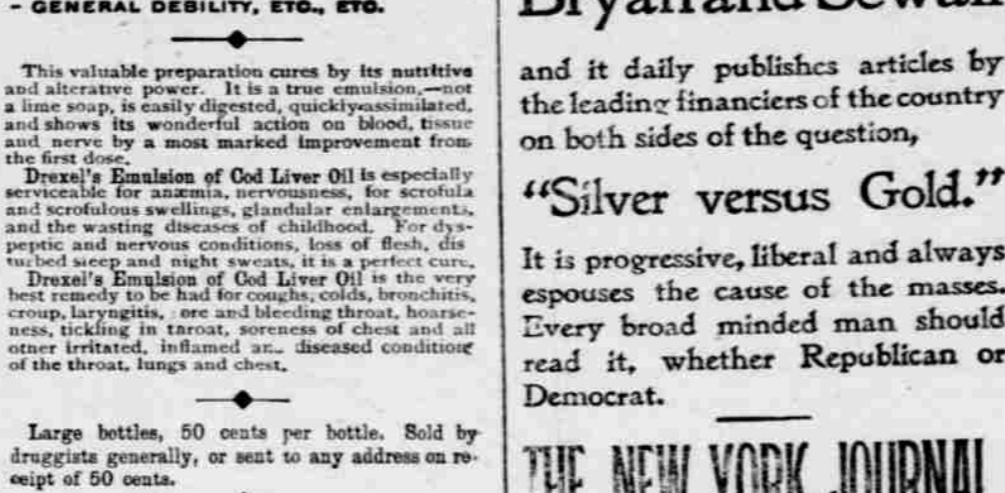 - GENERAL DEBILITY, ETC., ETC.
This valuable preparation cures by its nutritive
and alterative power. It is a true emulsion,—not
a lime soap, is easily digested, quickly assimilated,
and shows its wonderful action on blood, tissue
and nerve by a most marked improvement from
the first dose.
Drexel's Emulsion of Cod Liver Oil is especially
serviceable for anæmia, nervousness, for scrofula
and scrofulous swellings, glandular enlargements,
and the wasting diseases of childhood. For dys-
peptic and nervous conditions, loss of flesh, dis
turbed sleep and night sweats, it is a perfect cure.
Drexel's Emulsion of Cod Liver Oil is the very
best remedy to be had for coughs, colds, bronchitis,
croup, laryngitis, ore and bleeding throat, hoarse-
ness, tickling in throat, soreness of chest and all
other irritated, inflamed an.. diseased conditions
of the throat, lungs and chest.
Large bottles, 50 cents per bottle. Sold by
druggists generally, or sent to any address on re-
ceipt of 50 cents.
Bryan and Sewall
and it daily publishes articles by
the leading financiers of the country
on both sides of the question,
"Silver versus Gold."
It is progressive, liberal and always
espouses the cause of the masses.
Every broad minded man should
read it, whether Republican or
Democrat.
THE NEW YORK JOURNAL